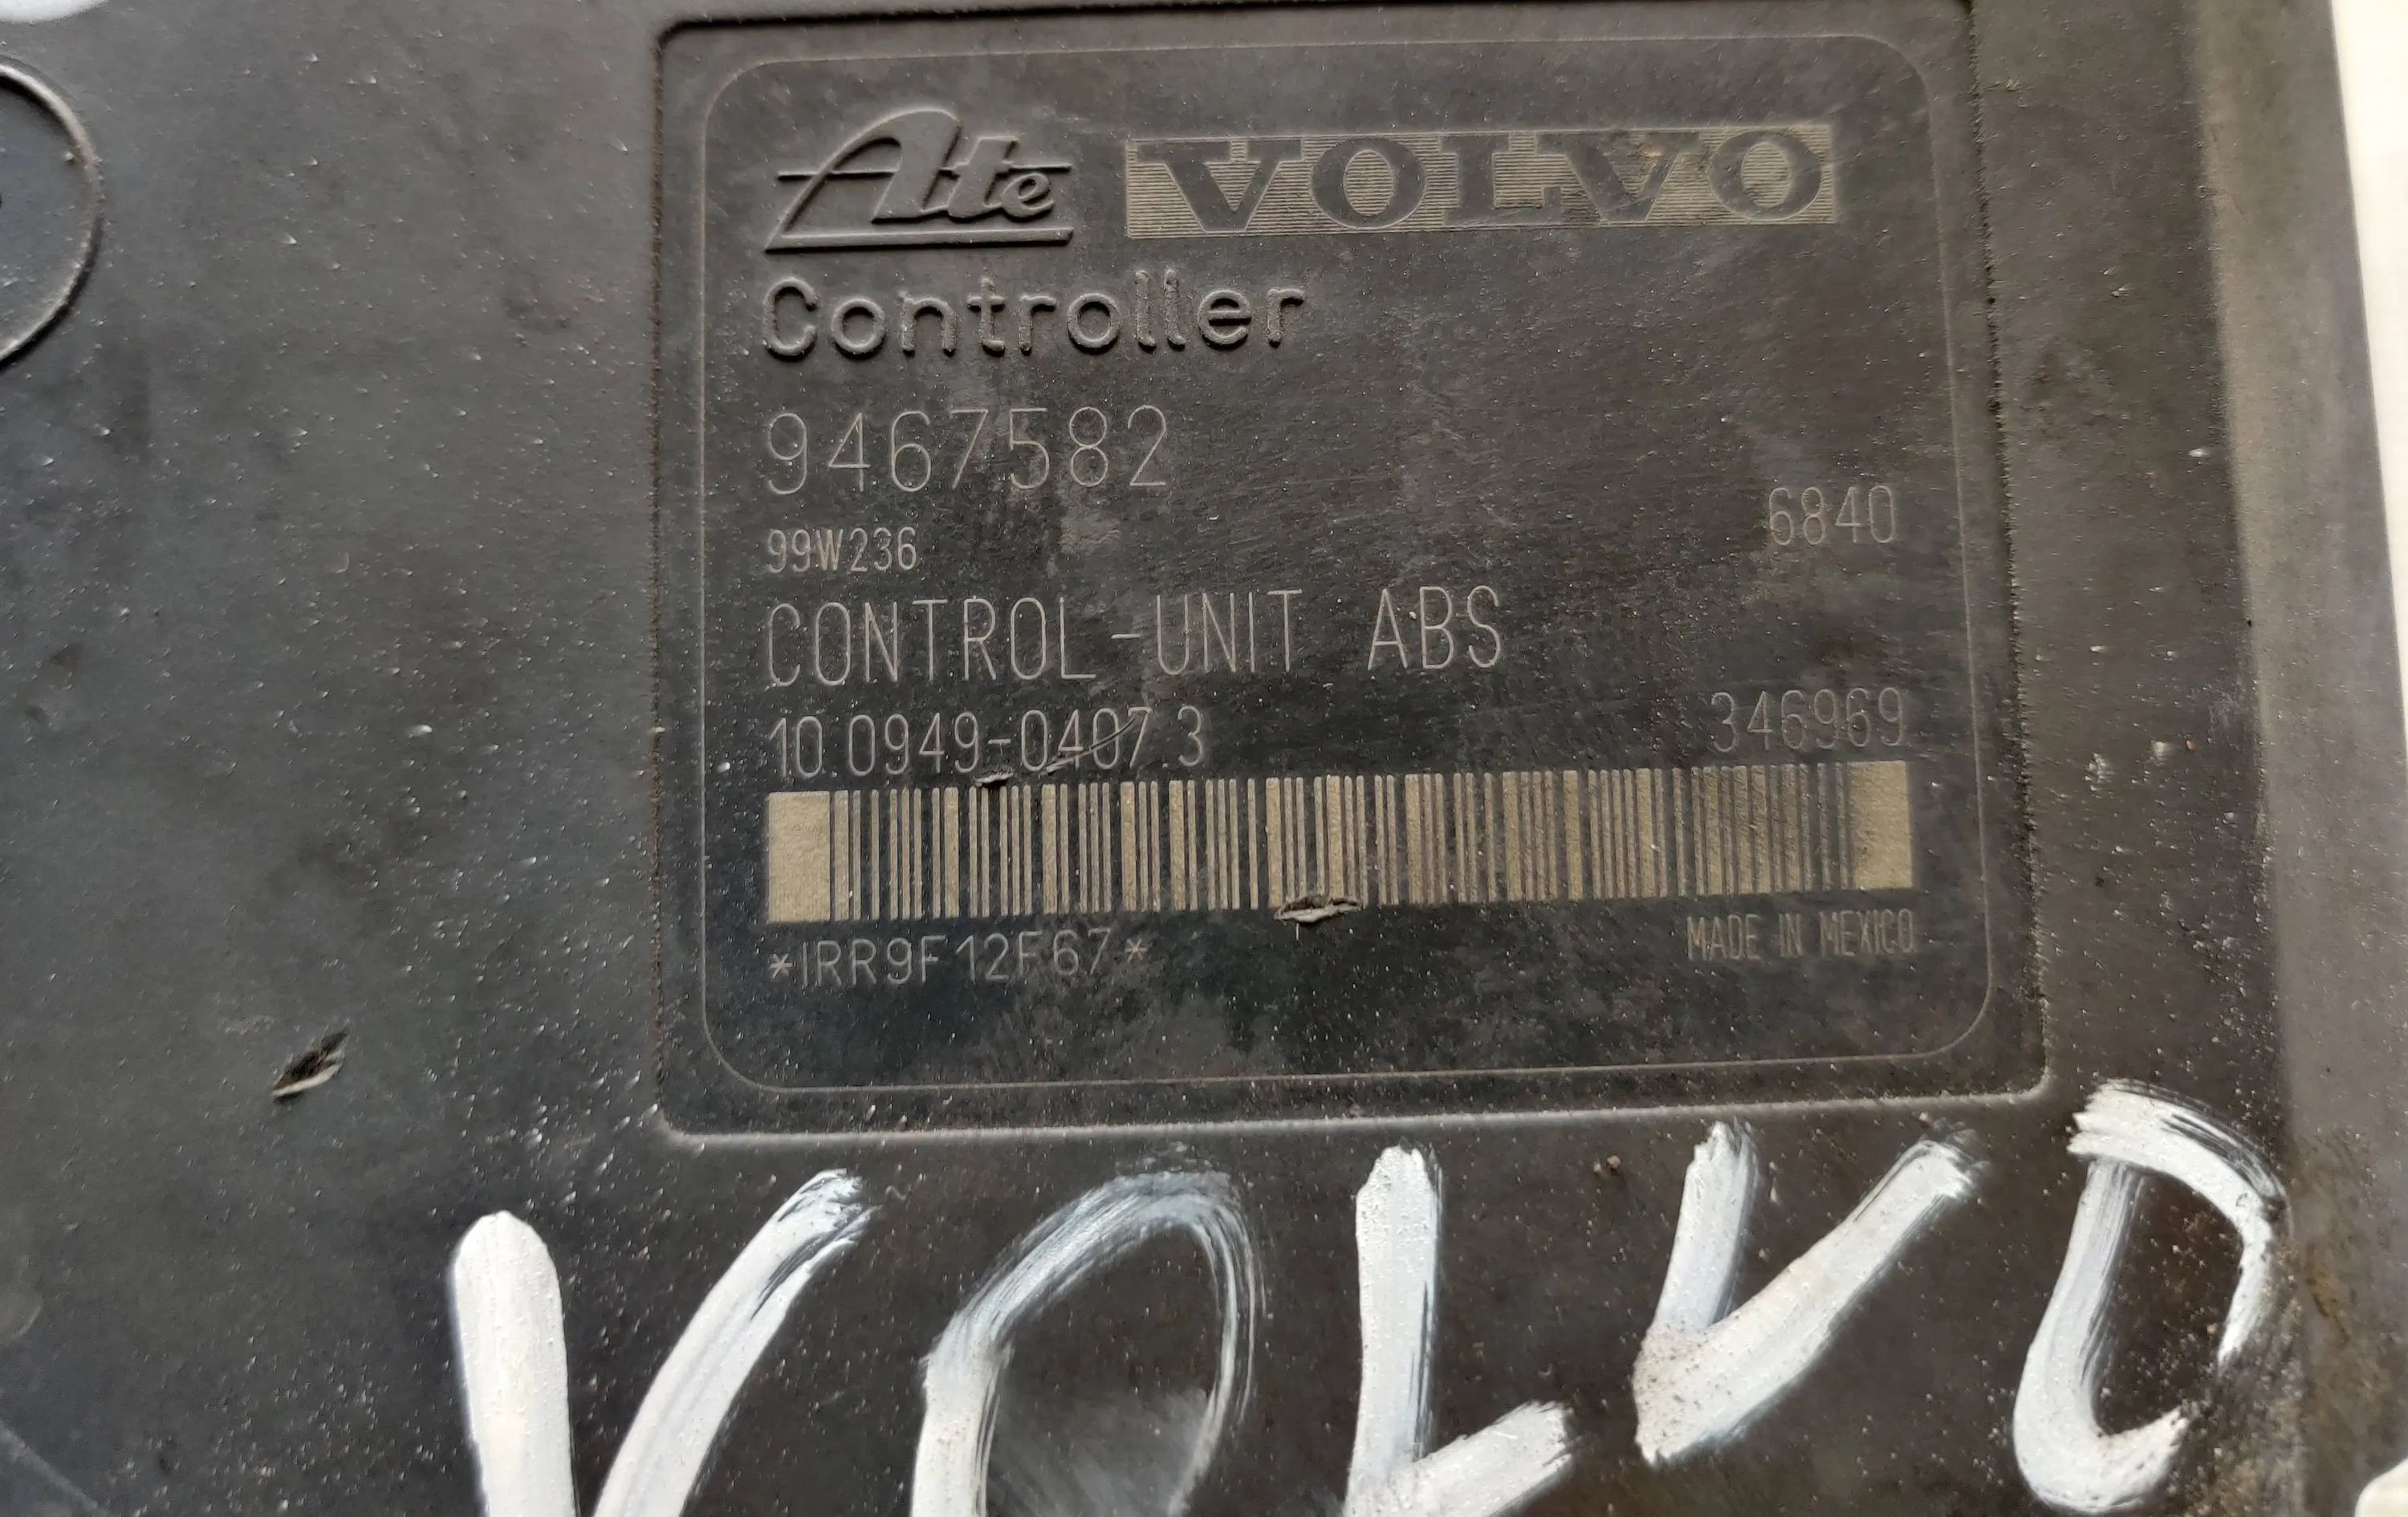 Ate VOLVO
Controller
9467582
99W236 6840
CONTROL-UNIT ABS
10.0949-0407.3 346969
*IRR9F12F67*
MADE IN MEXICO
VOLVO